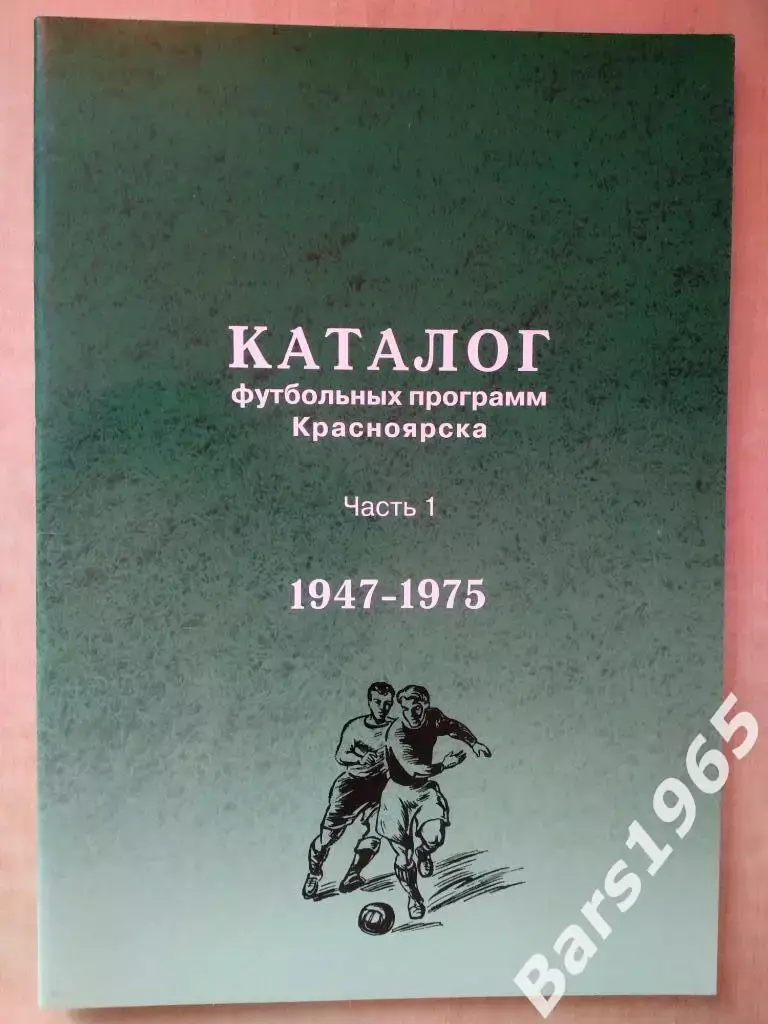 КАТАЛОГ
футбольных программ
Красноярска
Часть 1
1947-1975
Bars1965